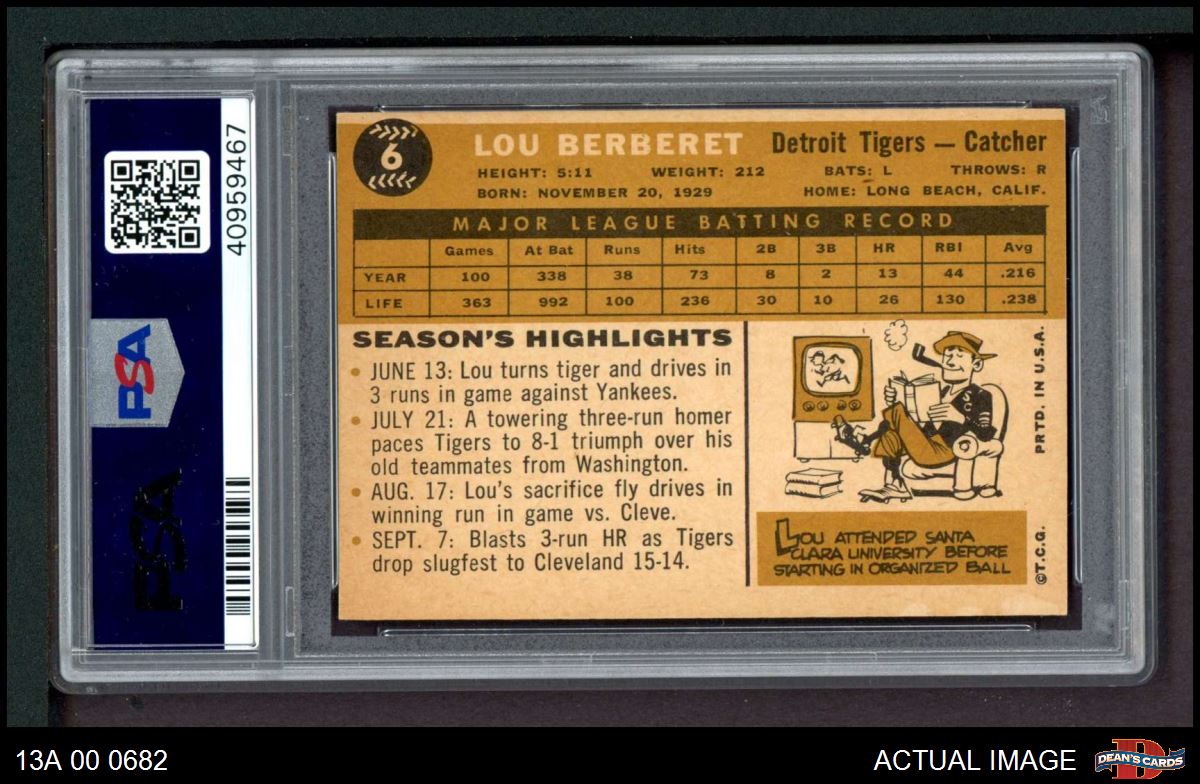 6
LOU BERBERET Detroit Tigers — Catcher
HEIGHT: 5:11 WEIGHT: 212 BATS: L THROWS: R
BORN: NOVEMBER 20, 1929 HOME: LONG BEACH, CALIF.
MAJOR LEAGUE BATTING RECORD
Games At Bat Runs Hits 2B 3B HR RBI Avg
YEAR 100 338 38 73 8 2 13 44 .216
LIFE 363 992 100 236 30 10 26 130 .238
SEASON'S HIGHLIGHTS
• JUNE 13: Lou turns tiger and drives in
3 runs in game against Yankees.
• JULY 21: A towering three-run homer
paces Tigers to 8-1 triumph over his
old teammates from Washington.
• AUG. 17: Lou's sacrifice fly drives in
winning run in game vs. Cleve.
• SEPT. 7: Blasts 3-run HR as Tigers
drop slugfest to Cleveland 15-14.
SC
LOU ATTENDED SANTA
CLARA UNIVERSITY BEFORE
STARTING IN ORGANIZED BALL
©T.C.G. PRTD. IN U.S.A.
40959467
PSA
PSA
13A 00 0682
ACTUAL IMAGE
D
DEAN'S CARDS